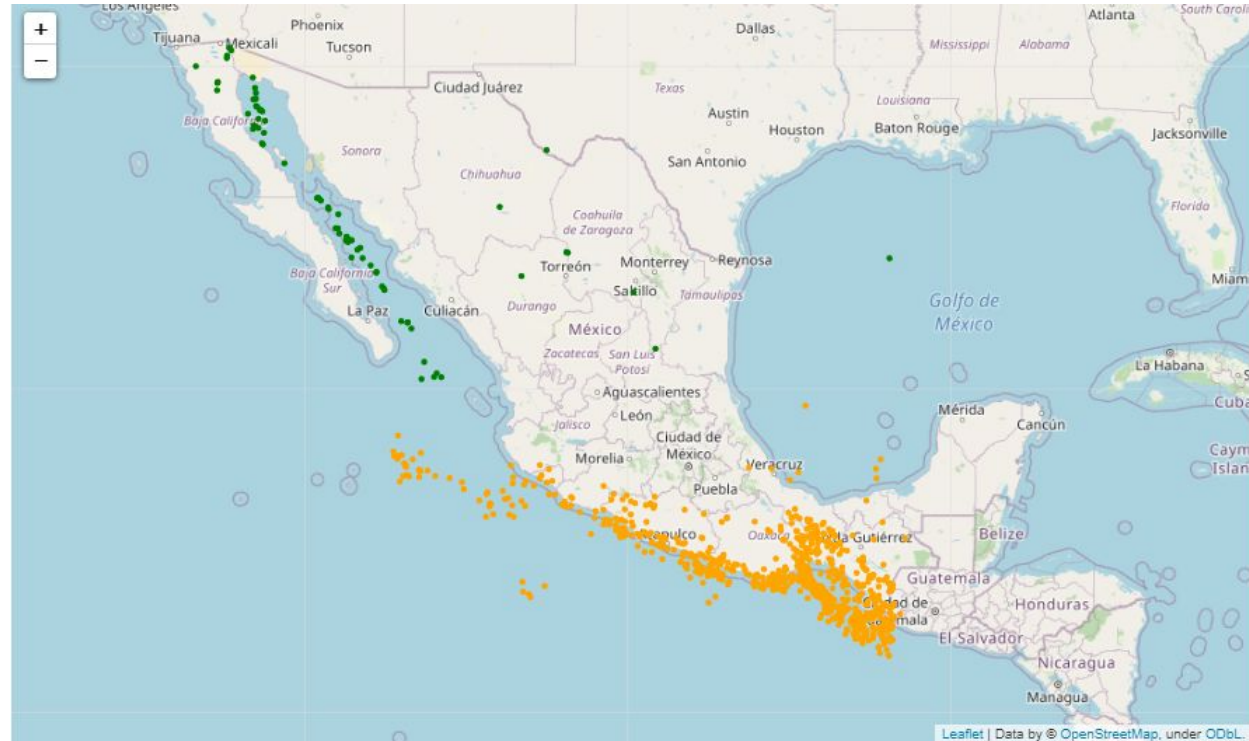 Los Angeles
+
−
Phoenix
Tijuana
Mexicali
Tucson
Dallas
Atlanta
South Caroli
Mississippi
Alabama
Ciudad Juárez
Texas
Louisiana
Austin
Houston
Baton Rouge
Jacksonville
Baja Califor
Sonora
San Antonio
Chihuahua
Florida
Coahuila
de Zaragoza
Monterrey
Reynosa
Torreón
Baja California
Sur
Miam
Durango
Tamaulipas
La Paz
Culiacán
México
Golfo de
México
Zacatecas
San Luis
Potosí
La Habana
Aguascalientes
Cuba
León
Mérida
Cancún
Jalisco
Ciudad de
México
Morelia
Veracruz
Caym
Islan
Puebla
Oaxaca
Gutiérrez
Belize
Guatemala
Honduras
El Salvador
Nicaragua
Managua
Leaflet | Data by © OpenStreetMap, under ODbL.